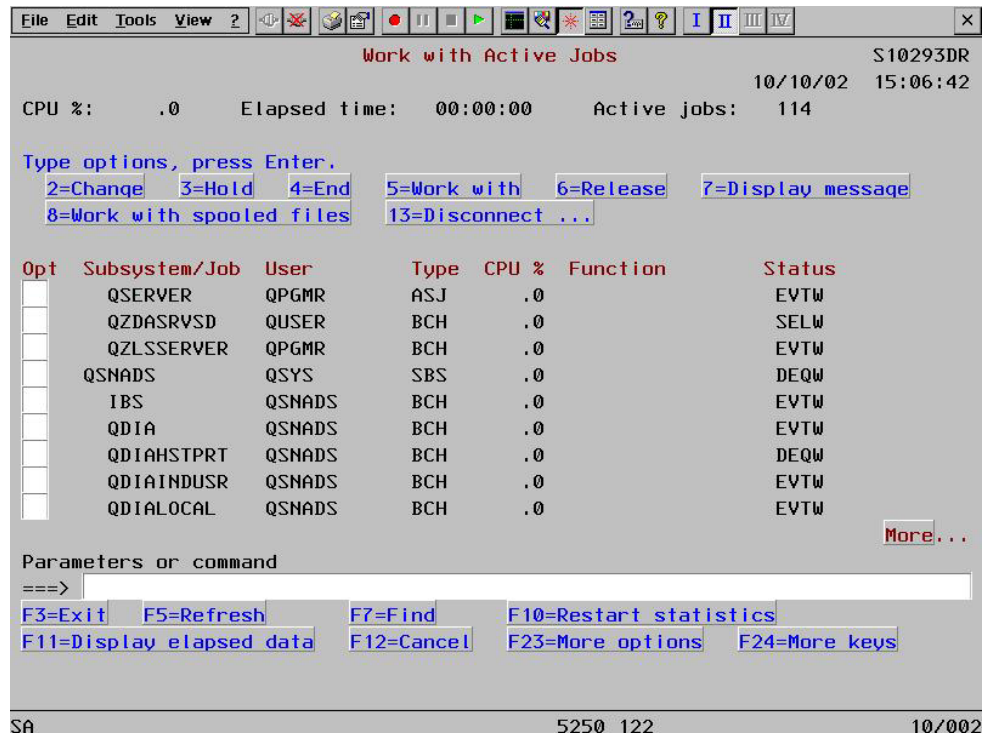 File Edit Tools View ? I II III IV ×
Work with Active Jobs S10293DR
10/10/02 15:06:42
CPU %: .0 Elapsed time: 00:00:00 Active jobs: 114
Type options, press Enter.
2=Change 3=Hold 4=End 5=Work with 6=Release 7=Display message
8=Work with spooled files 13=Disconnect ...
Opt Subsystem/Job User Type CPU % Function Status
QSERVER QPGMR ASJ .0 EVTW
QZDASRVSD QUSER BCH .0 SELW
QZLSSERVER QPGMR BCH .0 EVTW
QSNADS QSYS SBS .0 DEQW
IBS QSNADS BCH .0 EVTW
QDIA QSNADS BCH .0 EVTW
QDIAHSTPRT QSNADS BCH .0 DEQW
QDIAINDUSR QSNADS BCH .0 EVTW
QDIALOCAL QSNADS BCH .0 EVTW
More...
Parameters or command
===>
F3=Exit F5=Refresh F7=Find F10=Restart statistics
F11=Display elapsed data F12=Cancel F23=More options F24=More keys
SA 5250 122 10/002